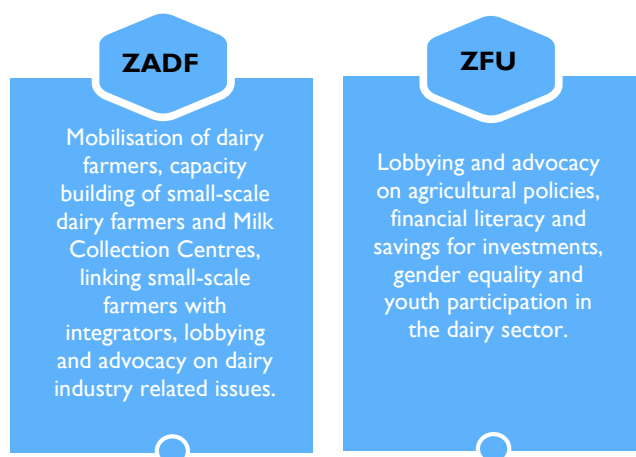 ZADF
Mobilisation of dairy
farmers, capacity
building of small-scale
dairy farmers and Milk
Collection Centres,
linking small-scale
farmers with
integrators, lobbying
and advocacy on dairy
industry related issues.
ZFU
Lobbying and advocacy
on agricultural policies,
financial literacy and
savings for investments,
gender equality and
youth participation in
the dairy sector.